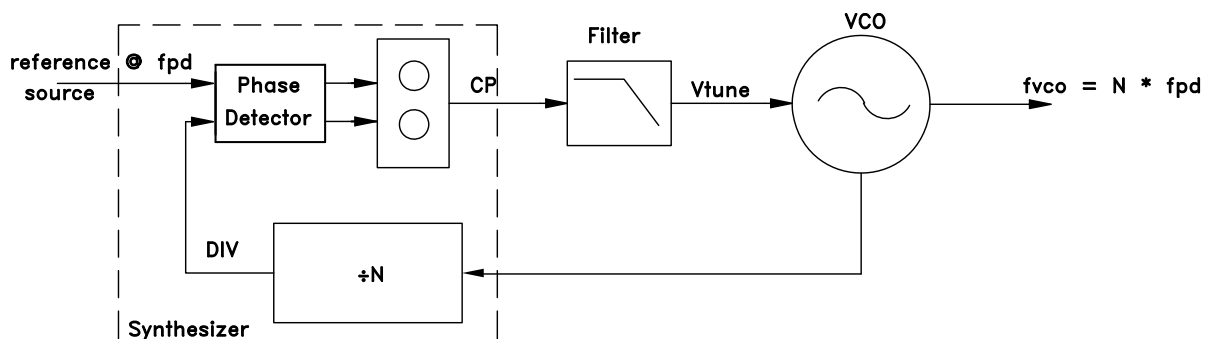 VCO
Filter
reference @ fpd
source
Phase
Detector
CP
Vtune
fvco = N * fpd
DIV
÷N
Synthesizer